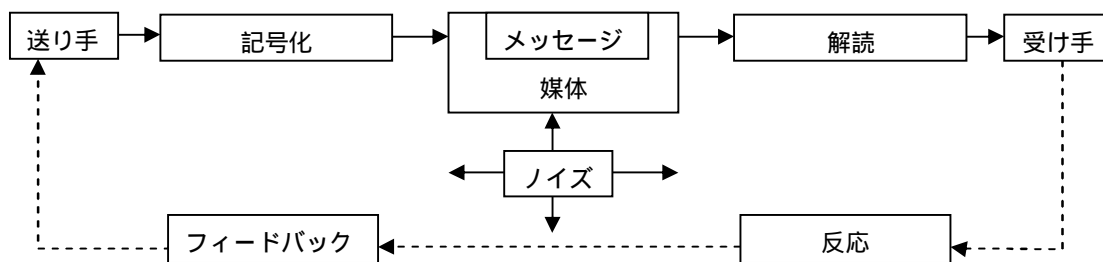 送り手
記号化
メッセージ
媒体
解読
受け手
ノイズ
フィードバック
反応